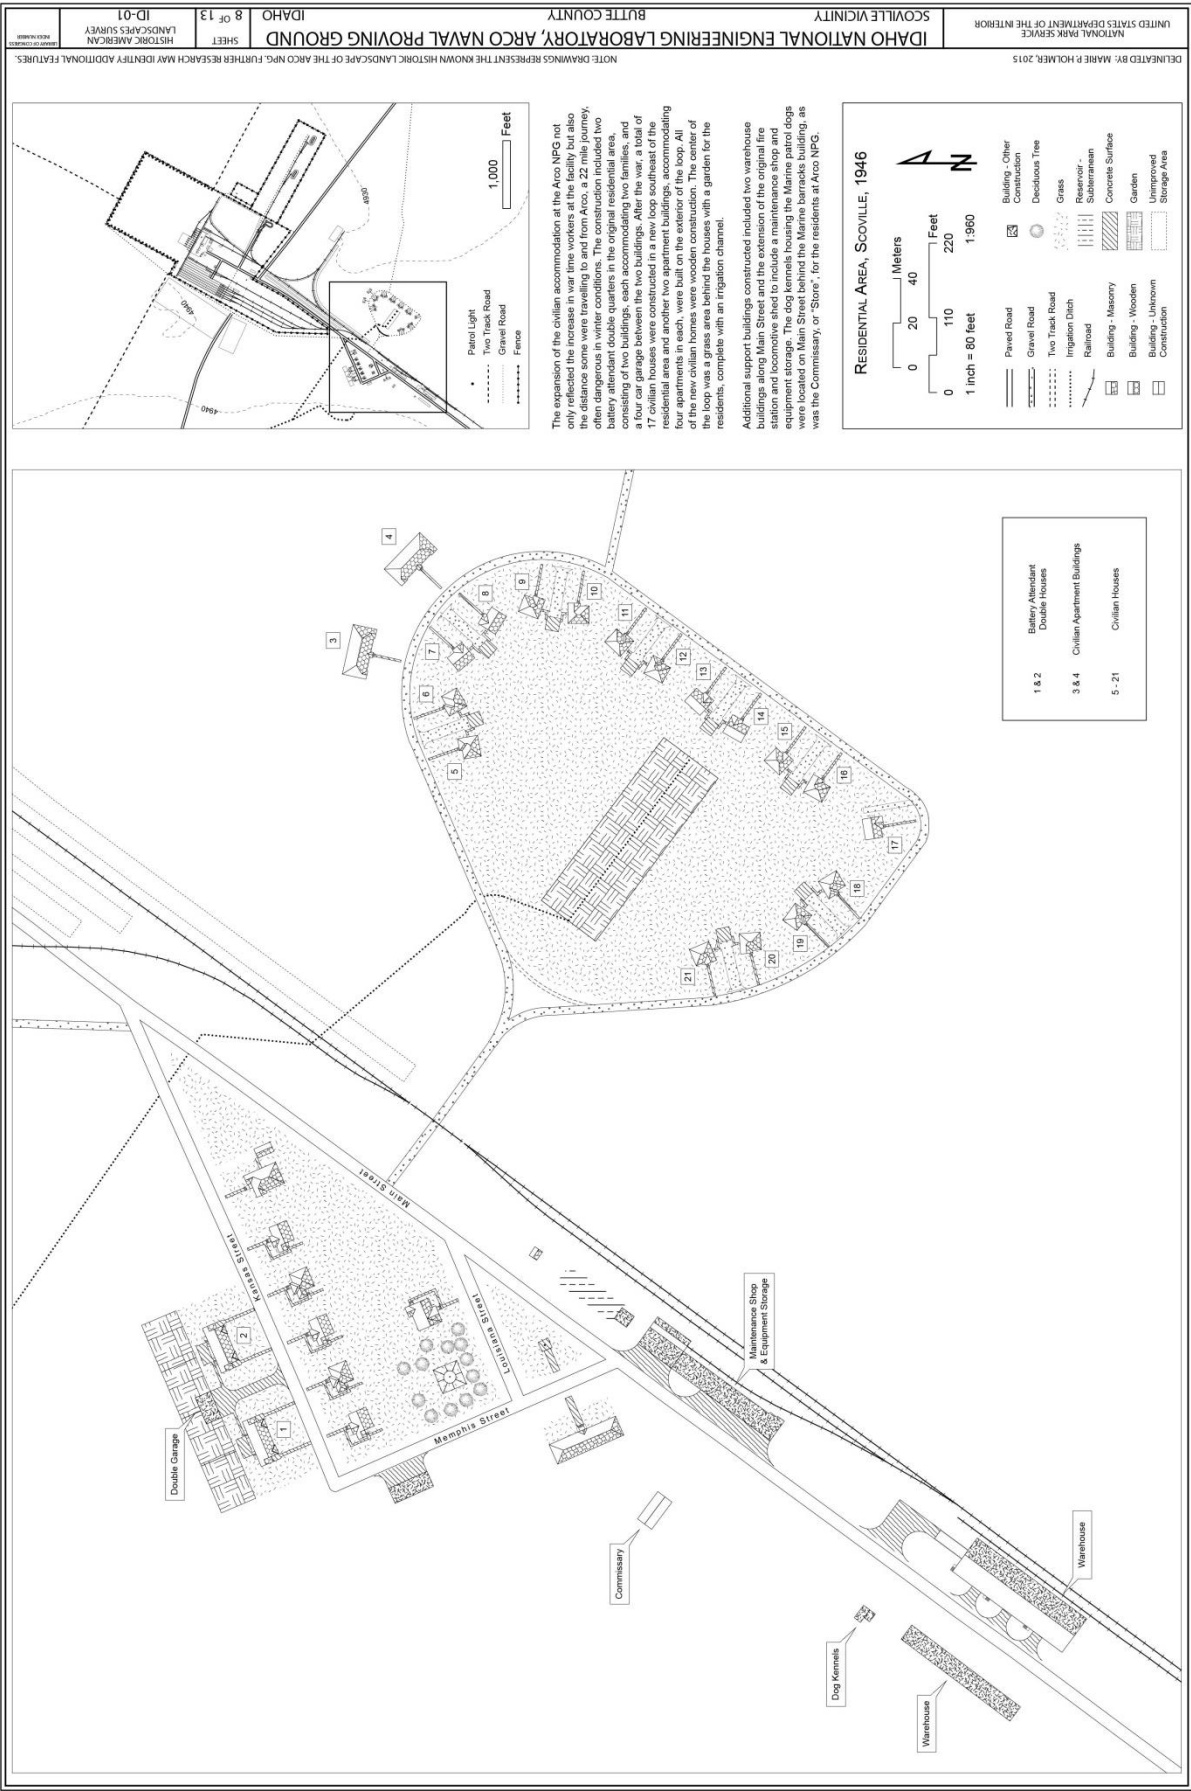 DELINEATED BY: MARIE P. HOLMER, 2015
NOTE: DRAWINGS REPRESENT THE KNOWN HISTORIC LANDSCAPE OF THE ARCO NPG. FURTHER RESEARCH MAY IDENTIFY ADDITIONAL FEATURES.
NATIONAL PARK SERVICE
UNITED STATES DEPARTMENT OF THE INTERIOR
IDAHO NATIONAL ENGINEERING LABORATORY, ARCO NAVAL PROVING GROUND
SCOVILLE VICINITY
BUTTE COUNTY
IDAHO
SHEET
8 OF 13
HISTORIC AMERICAN
LANDSCAPES SURVEY
ID-01
LIBRARY OF CONGRESS
INDEX NUMBER
4940
4940
4930
Patrol Light
Two Track Road
Gravel Road
Fence
1,000
Feet
The expansion of the civilian accommodation at the Arco NPG not
only reflected the increase in war time workers at the facility but also
the distance some were travelling to and from Arco, a 22 mile journey,
often dangerous in winter conditions. The construction included two
battery attendant double quarters in the original residential area,
consisting of two buildings, each accommodating two families, and
a four car garage between the two buildings. After the war, a total of
17 civilian houses were constructed in a new loop southeast of the
residential area and another two apartment buildings, accommodating
four apartments in each, were built on the exterior of the loop. All
of the new civilian homes were wooden construction. The center of
the loop was a grass area behind the houses with a garden for the
residents, complete with an irrigation channel.
Additional support buildings constructed included two warehouse
buildings along Main Street and the extension of the original fire
station and locomotive shed to include a maintenance shop and
equipment storage. The dog kennels housing the Marine patrol dogs
were located on Main Street behind the Marine barracks building, as
was the Commissary, or "Store", for the residents at Arco NPG.
RESIDENTIAL AREA, SCOVILLE, 1946
N
0 20 40 Meters
0 110 220 Feet
1 inch = 80 feet 1:960
Paved Road
Gravel Road
Two Track Road
Irrigation Ditch
Railroad
Building - Masonry
Building - Wooden
Building - Unknown
Construction
Building - Other
Construction
Deciduous Tree
Grass
Reservoir -
Subterranean
Concrete Surface
Garden
Unimproved
Storage Area
Double Garage
1
2
Kansas Street
Main Street
Louisiana Street
Memphis Street
Commissary
Dog Kennels
Warehouse
Warehouse
Maintenance Shop
& Equipment Storage
3
4
5
6
7
8
9
10
11
12
13
14
15
16
17
18
19
20
21
1 & 2 Battery Attendant
Double Houses
3 & 4 Civilian Apartment Buildings
5 - 21 Civilian Houses